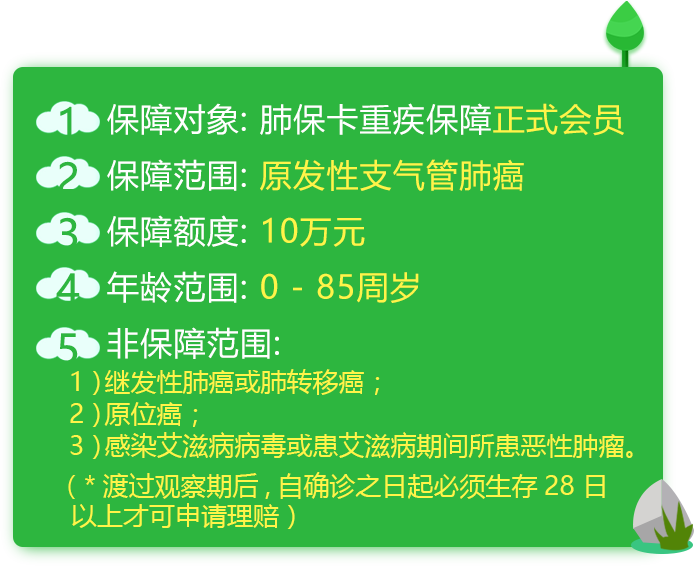 1 保障对象: 肺保卡重疾保障正式会员
2 保障范围: 原发性支气管肺癌
3 保障额度: 10万元
4 年龄范围: 0 - 85周岁
5 非保障范围:
1 ) 继发性肺癌或肺转移癌 ;
2 ) 原位癌 ;
3 ) 感染艾滋病病毒或患艾滋病期间所患恶性肿瘤。
( * 渡过观察期后 , 自确诊之日起必须生存 28 日
以上才可申请理赔 )